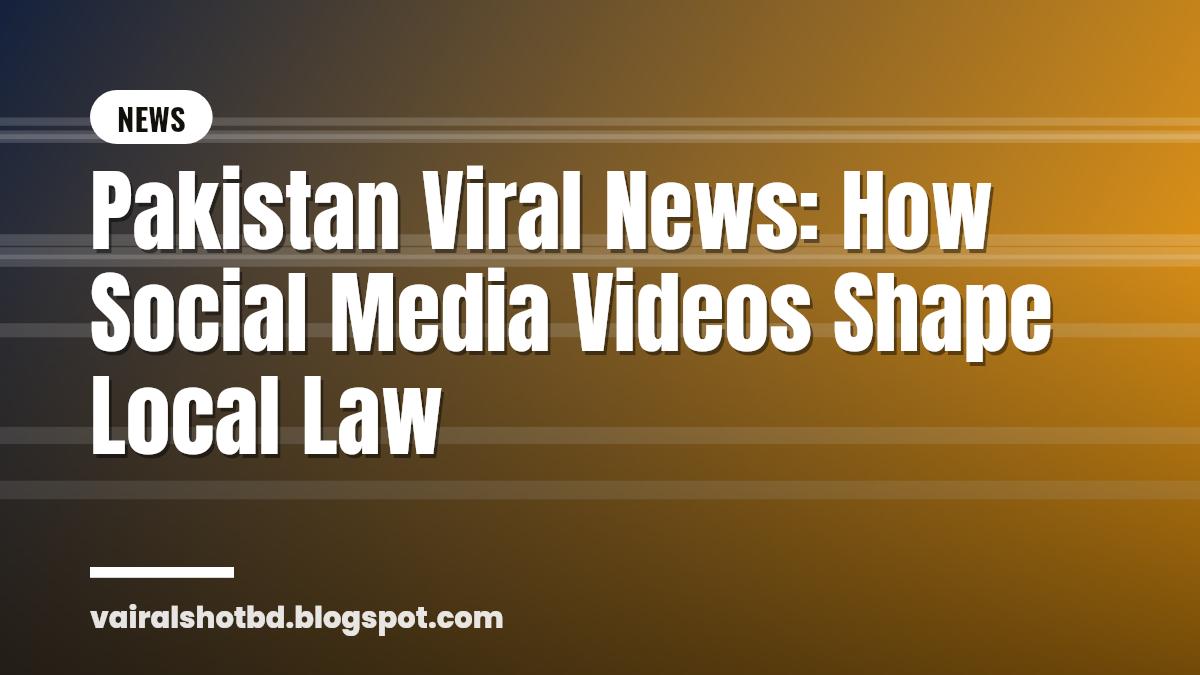 NEWS
Pakistan Viral News: How
Social Media Videos Shape
Local Law
vairalshotbd.blogspot.com